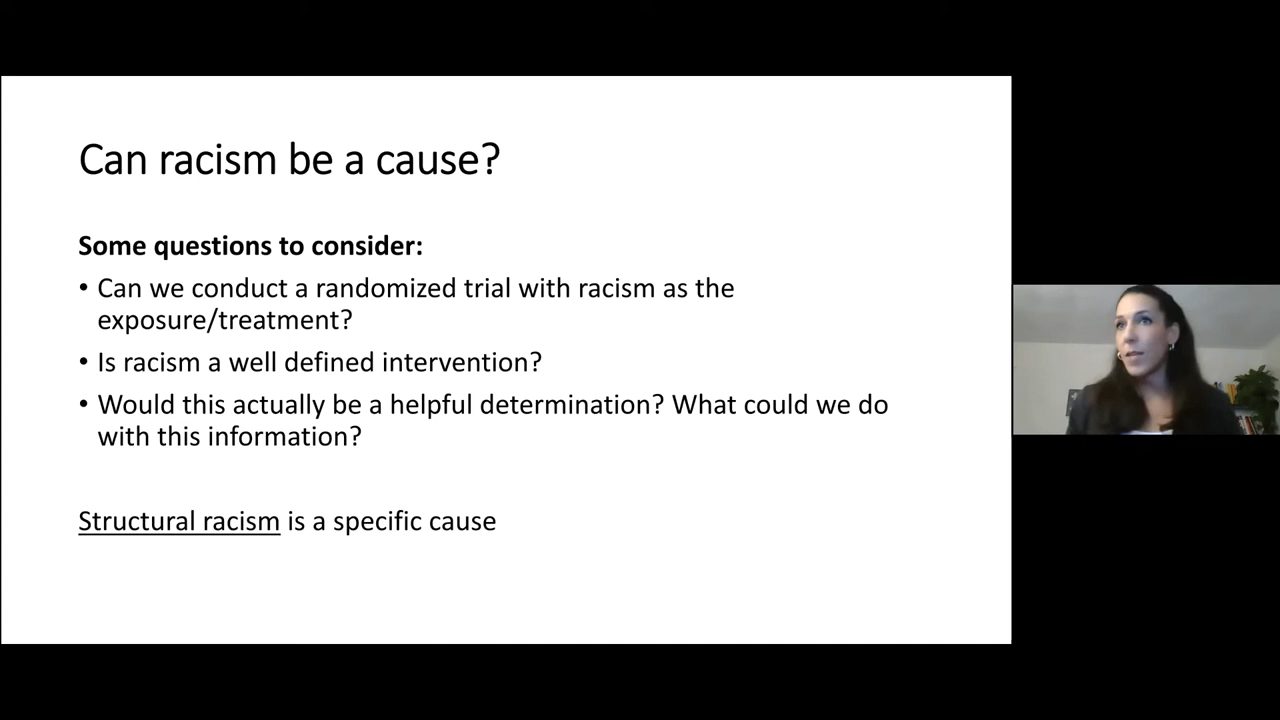 Can racism be a cause?
Some questions to consider:
• Can we conduct a randomized trial with racism as the
exposure/treatment?
• Is racism a well defined intervention?
• Would this actually be a helpful determination? What could we do
with this information?
Structural racism is a specific cause